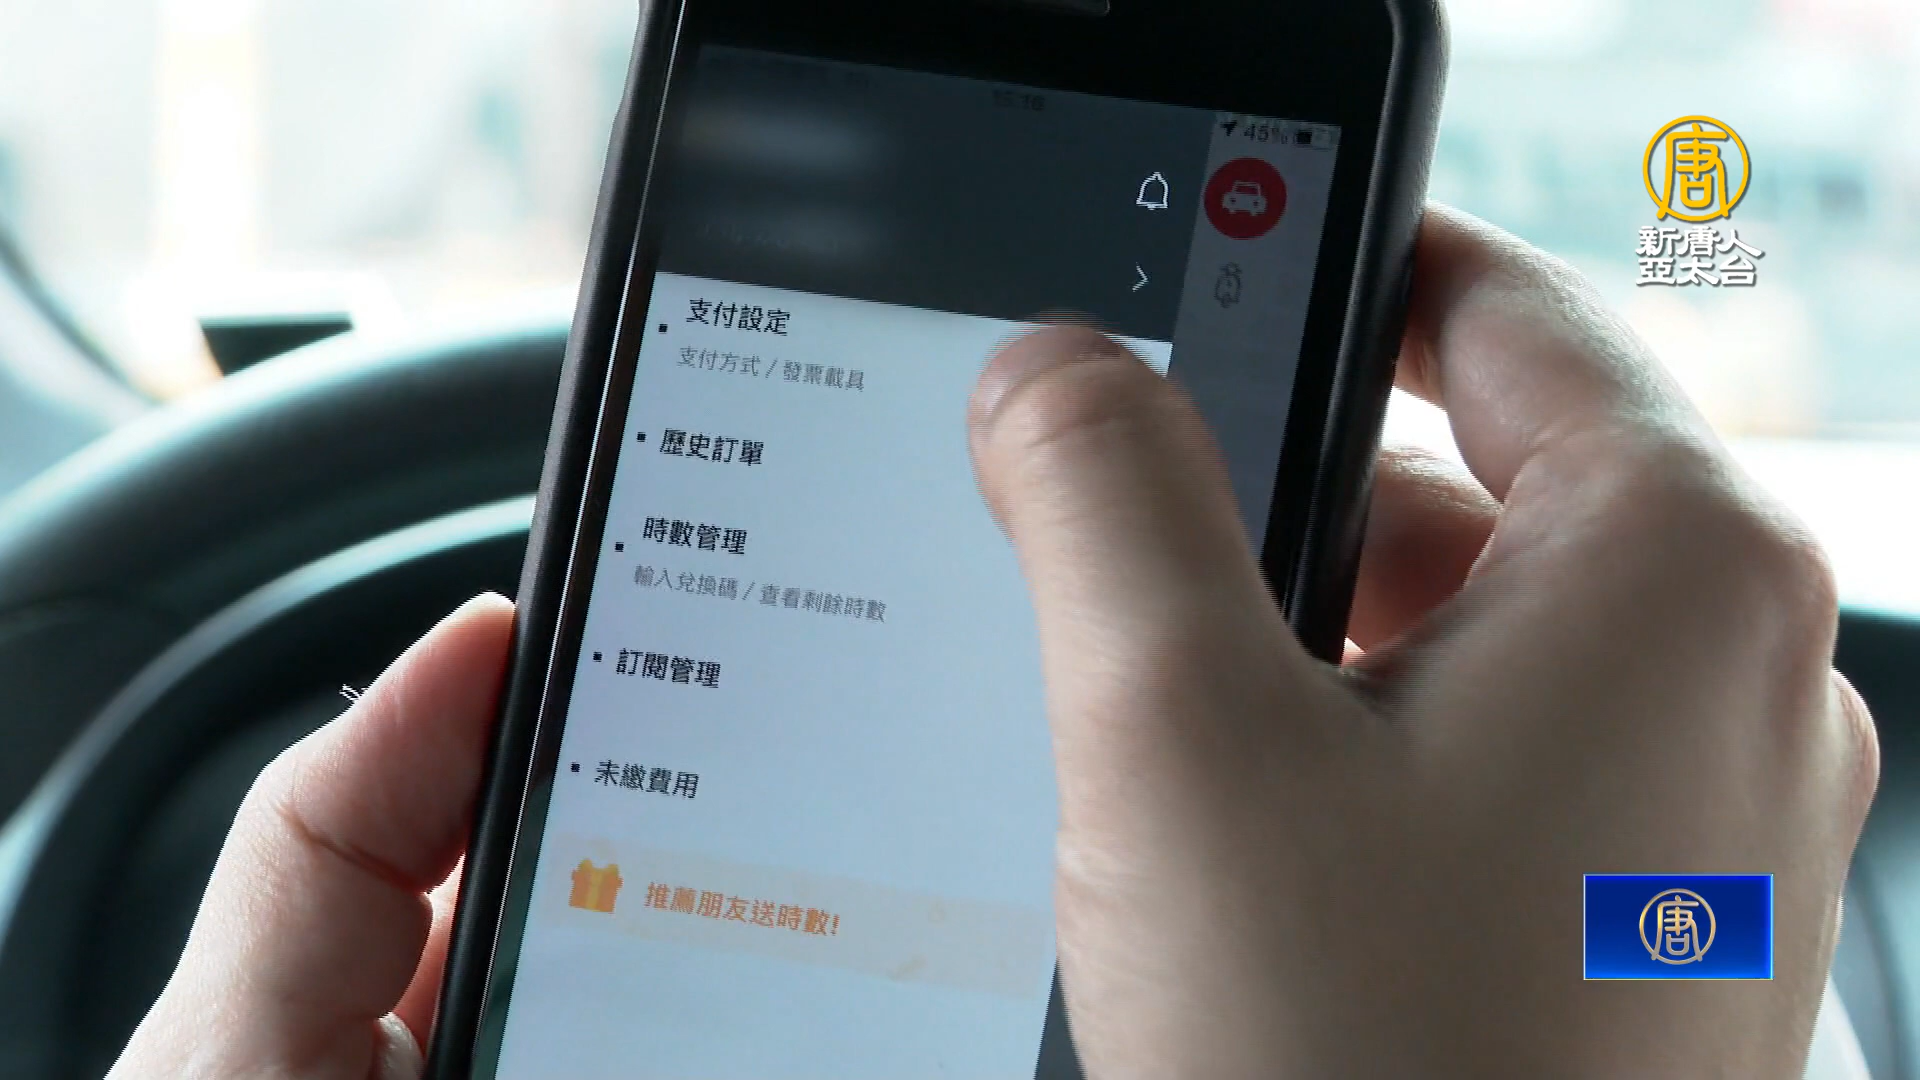 45%
支付設定
支付方式 / 發票載具
歷史訂單
時數管理
輸入兌換碼 / 查看剩餘時數
訂閱管理
未繳費用
推薦朋友送時數!
唐
新唐人
亞太台
唐